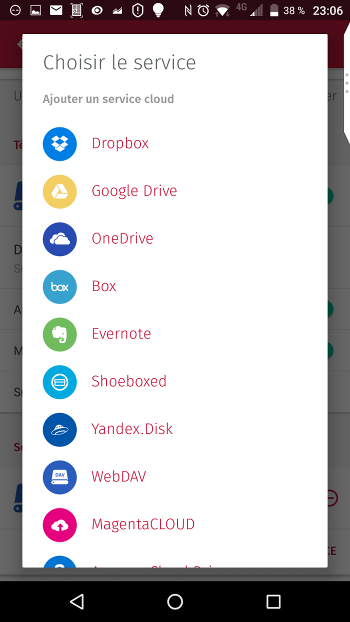 4G 38 % 23:06
Choisir le service
Ajouter un service cloud
Dropbox
Google Drive
OneDrive
box Box
Evernote
Shoeboxed
Yandex.Disk
DAV WebDAV
MagentaCLOUD